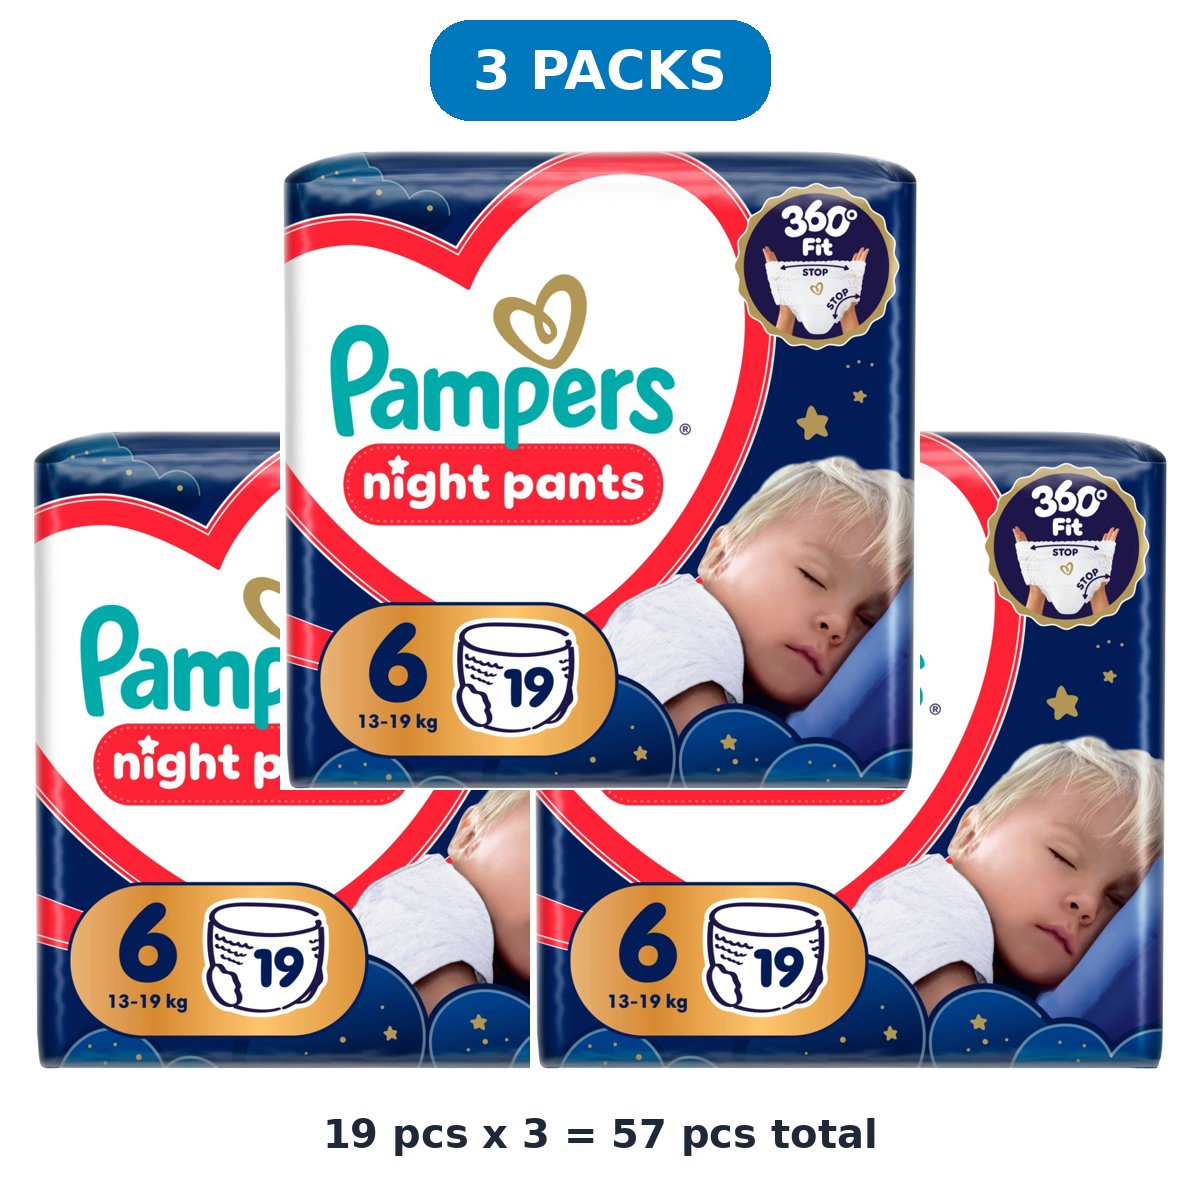 3 PACKS
360°
Fit
STOP
STOP
Pampers®
night pants
6
19
13-19 kg
Pamp
night p
6
19
13-19 kg
360°
Fit
STOP
STOP
®
6
19
13-19 kg
19 pcs x 3 = 57 pcs total